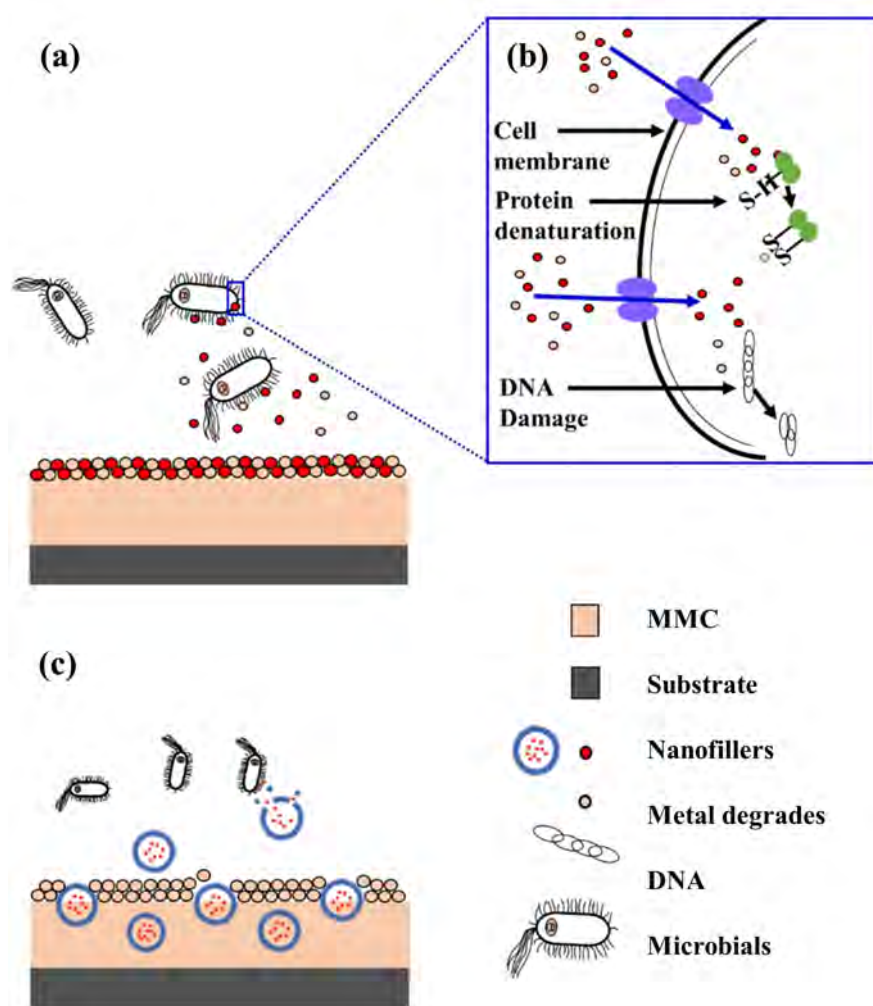 (a)
(b)
Cell
membrane
Protein
denaturation
S-H
S
S
DNA
Damage
(c)
MMC
Substrate
Nanofillers
Metal degrades
DNA
Microbials